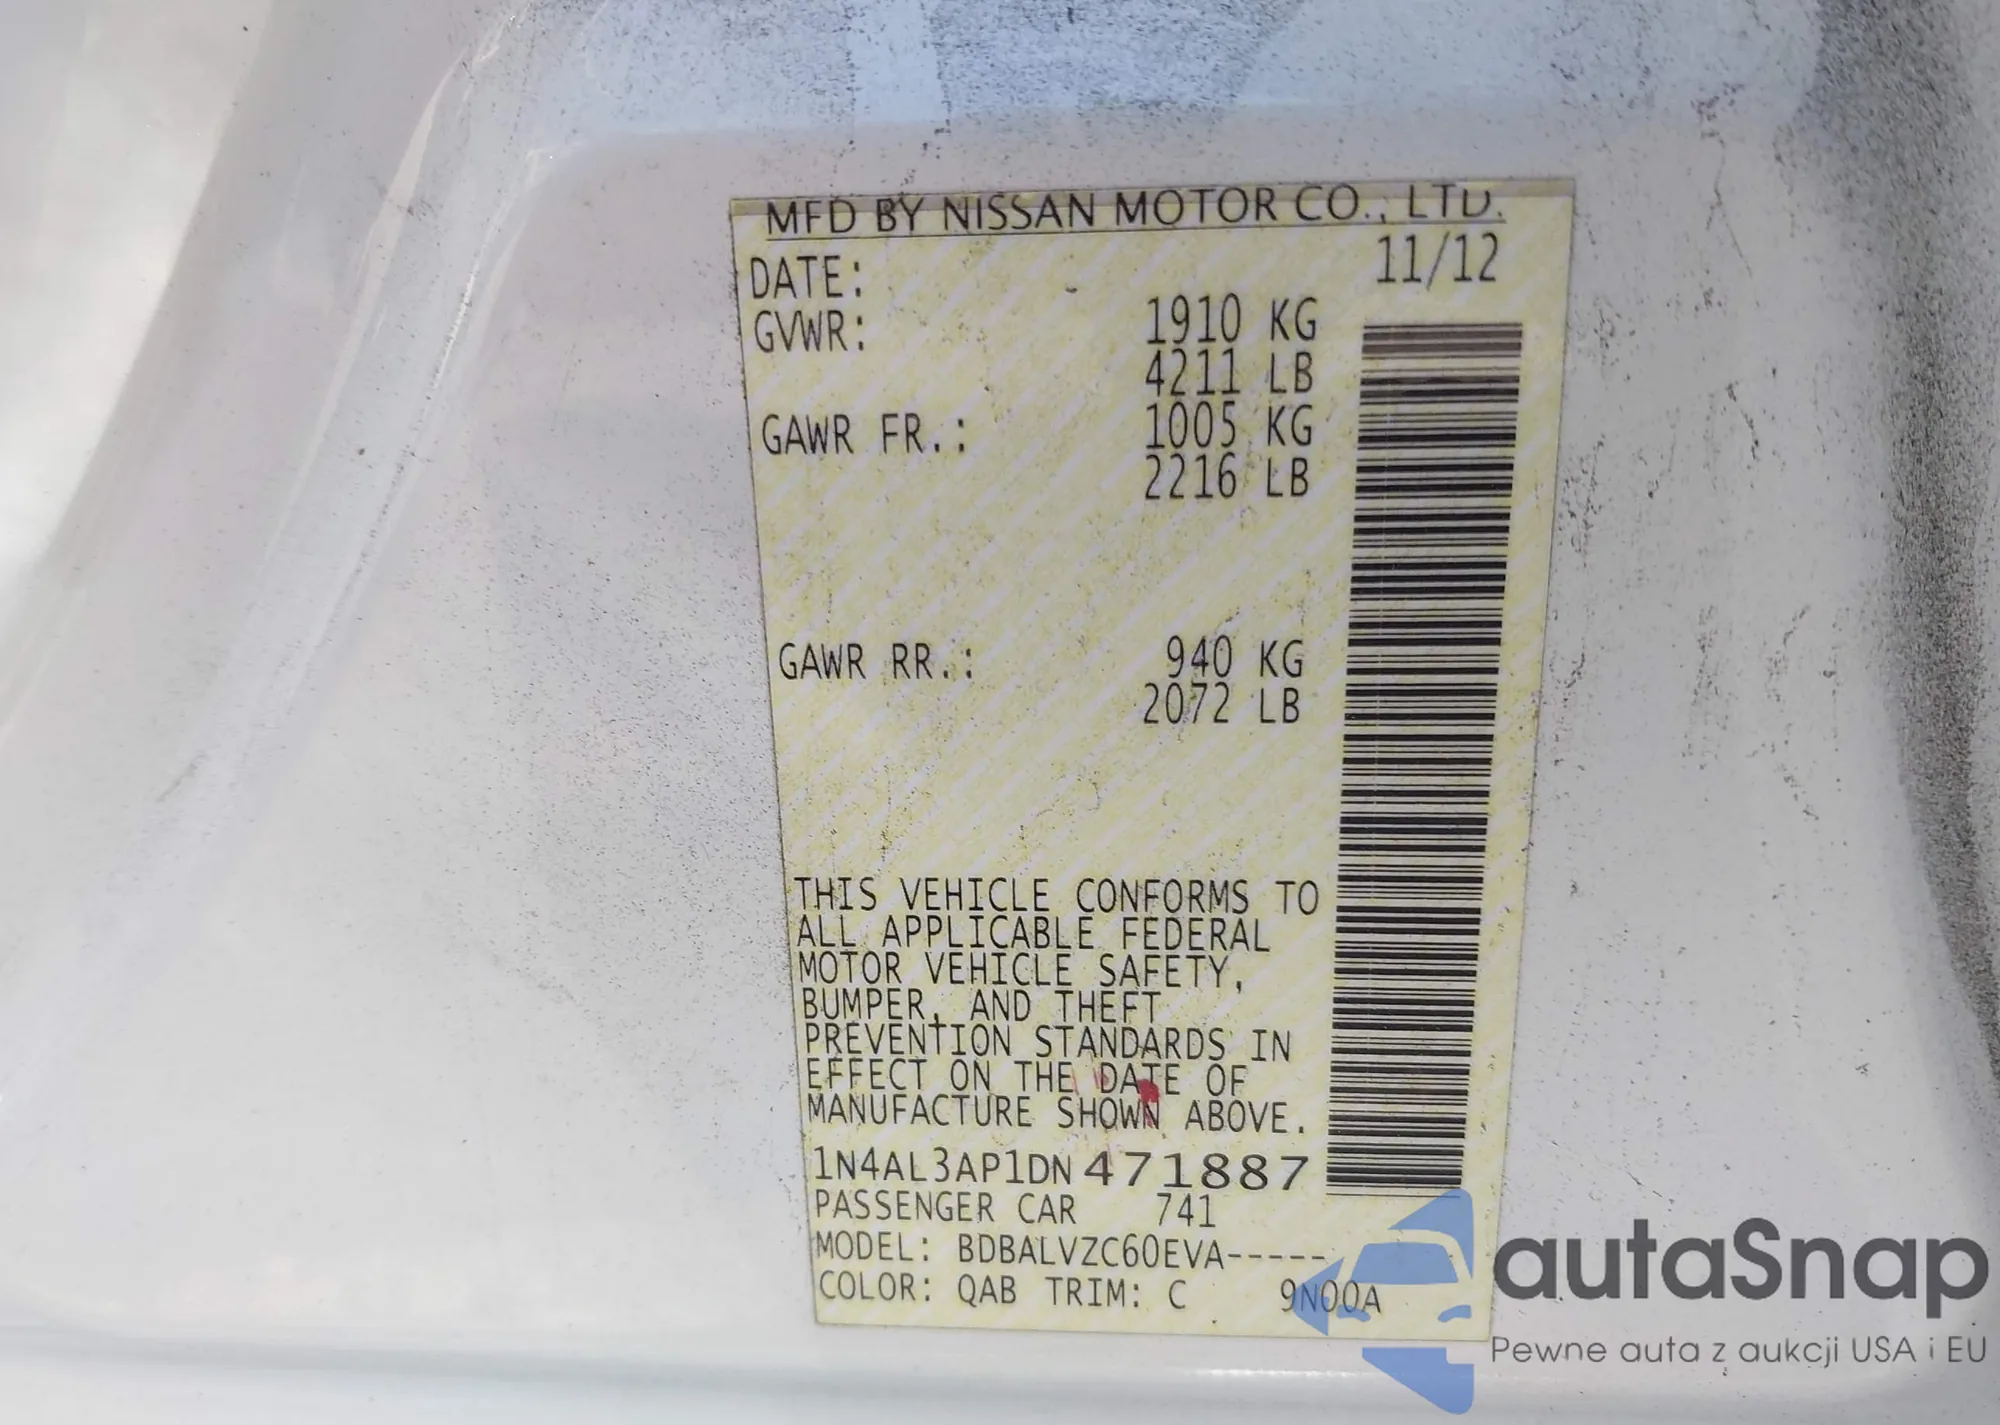 MFD BY NISSAN MOTOR CO., LTD.
DATE: 11/12
GVWR: 1910 KG
4211 LB
GAWR FR.: 1005 KG
2216 LB
GAWR RR.: 940 KG
2072 LB
THIS VEHICLE CONFORMS TO
ALL APPLICABLE FEDERAL
MOTOR VEHICLE SAFETY,
BUMPER, AND THEFT
PREVENTION STANDARDS IN
EFFECT ON THE DATE OF
MANUFACTURE SHOWN ABOVE.
1N4AL3AP1DN471887
PASSENGER CAR 741
MODEL: BDBALVZC60EVA-----
COLOR: QAB TRIM: C 9N00A
autaSnap
Pewne auta z aukcji USA i EU